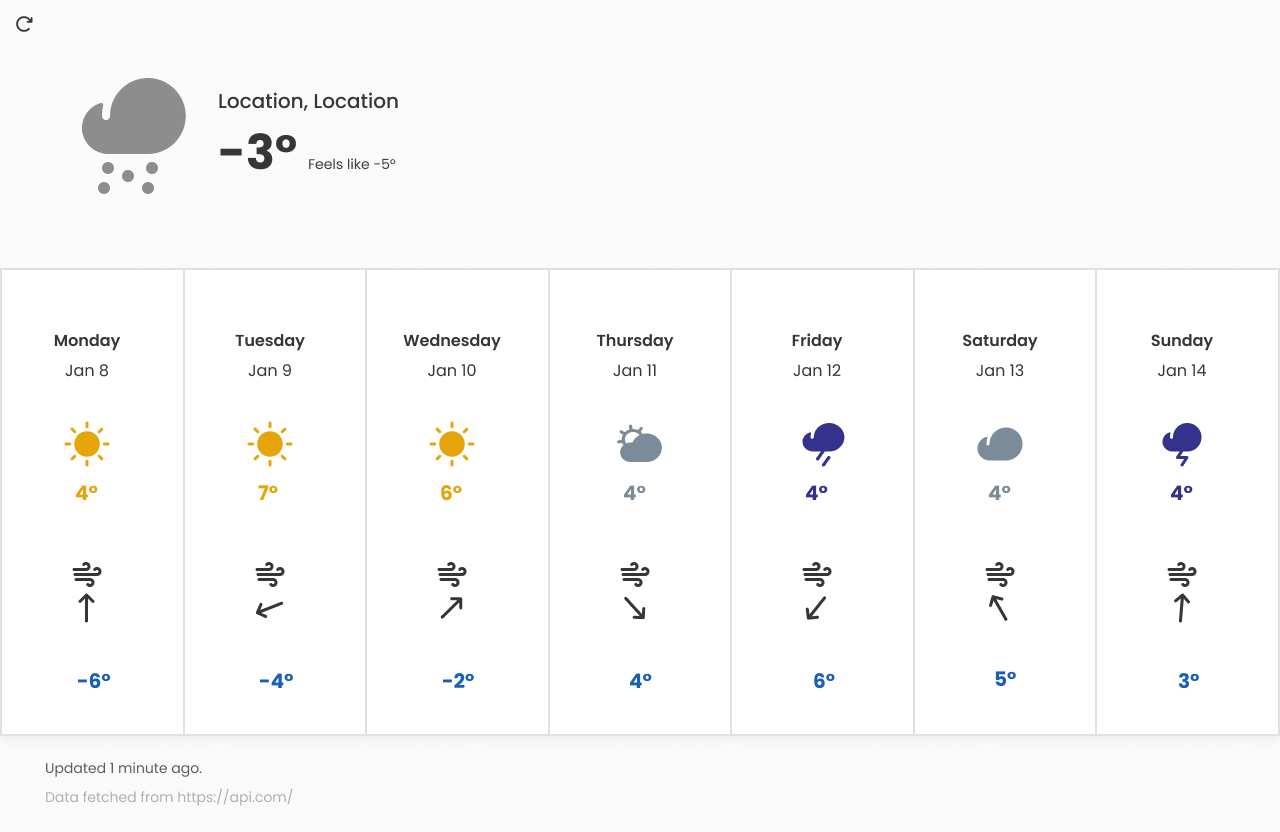 Location, Location
-3°
Feels like -5°
Monday Tuesday Wednesday Thursday Friday Saturday Sunday
Jan 8 Jan 9 Jan 10 Jan 11 Jan 12 Jan 13 Jan 14
4° 7° 6° 4° 4° 4° 4°
-6° -4° -2° 4° 6° 5° 3°
Updated 1 minute ago.
Data fetched from https://api.com/